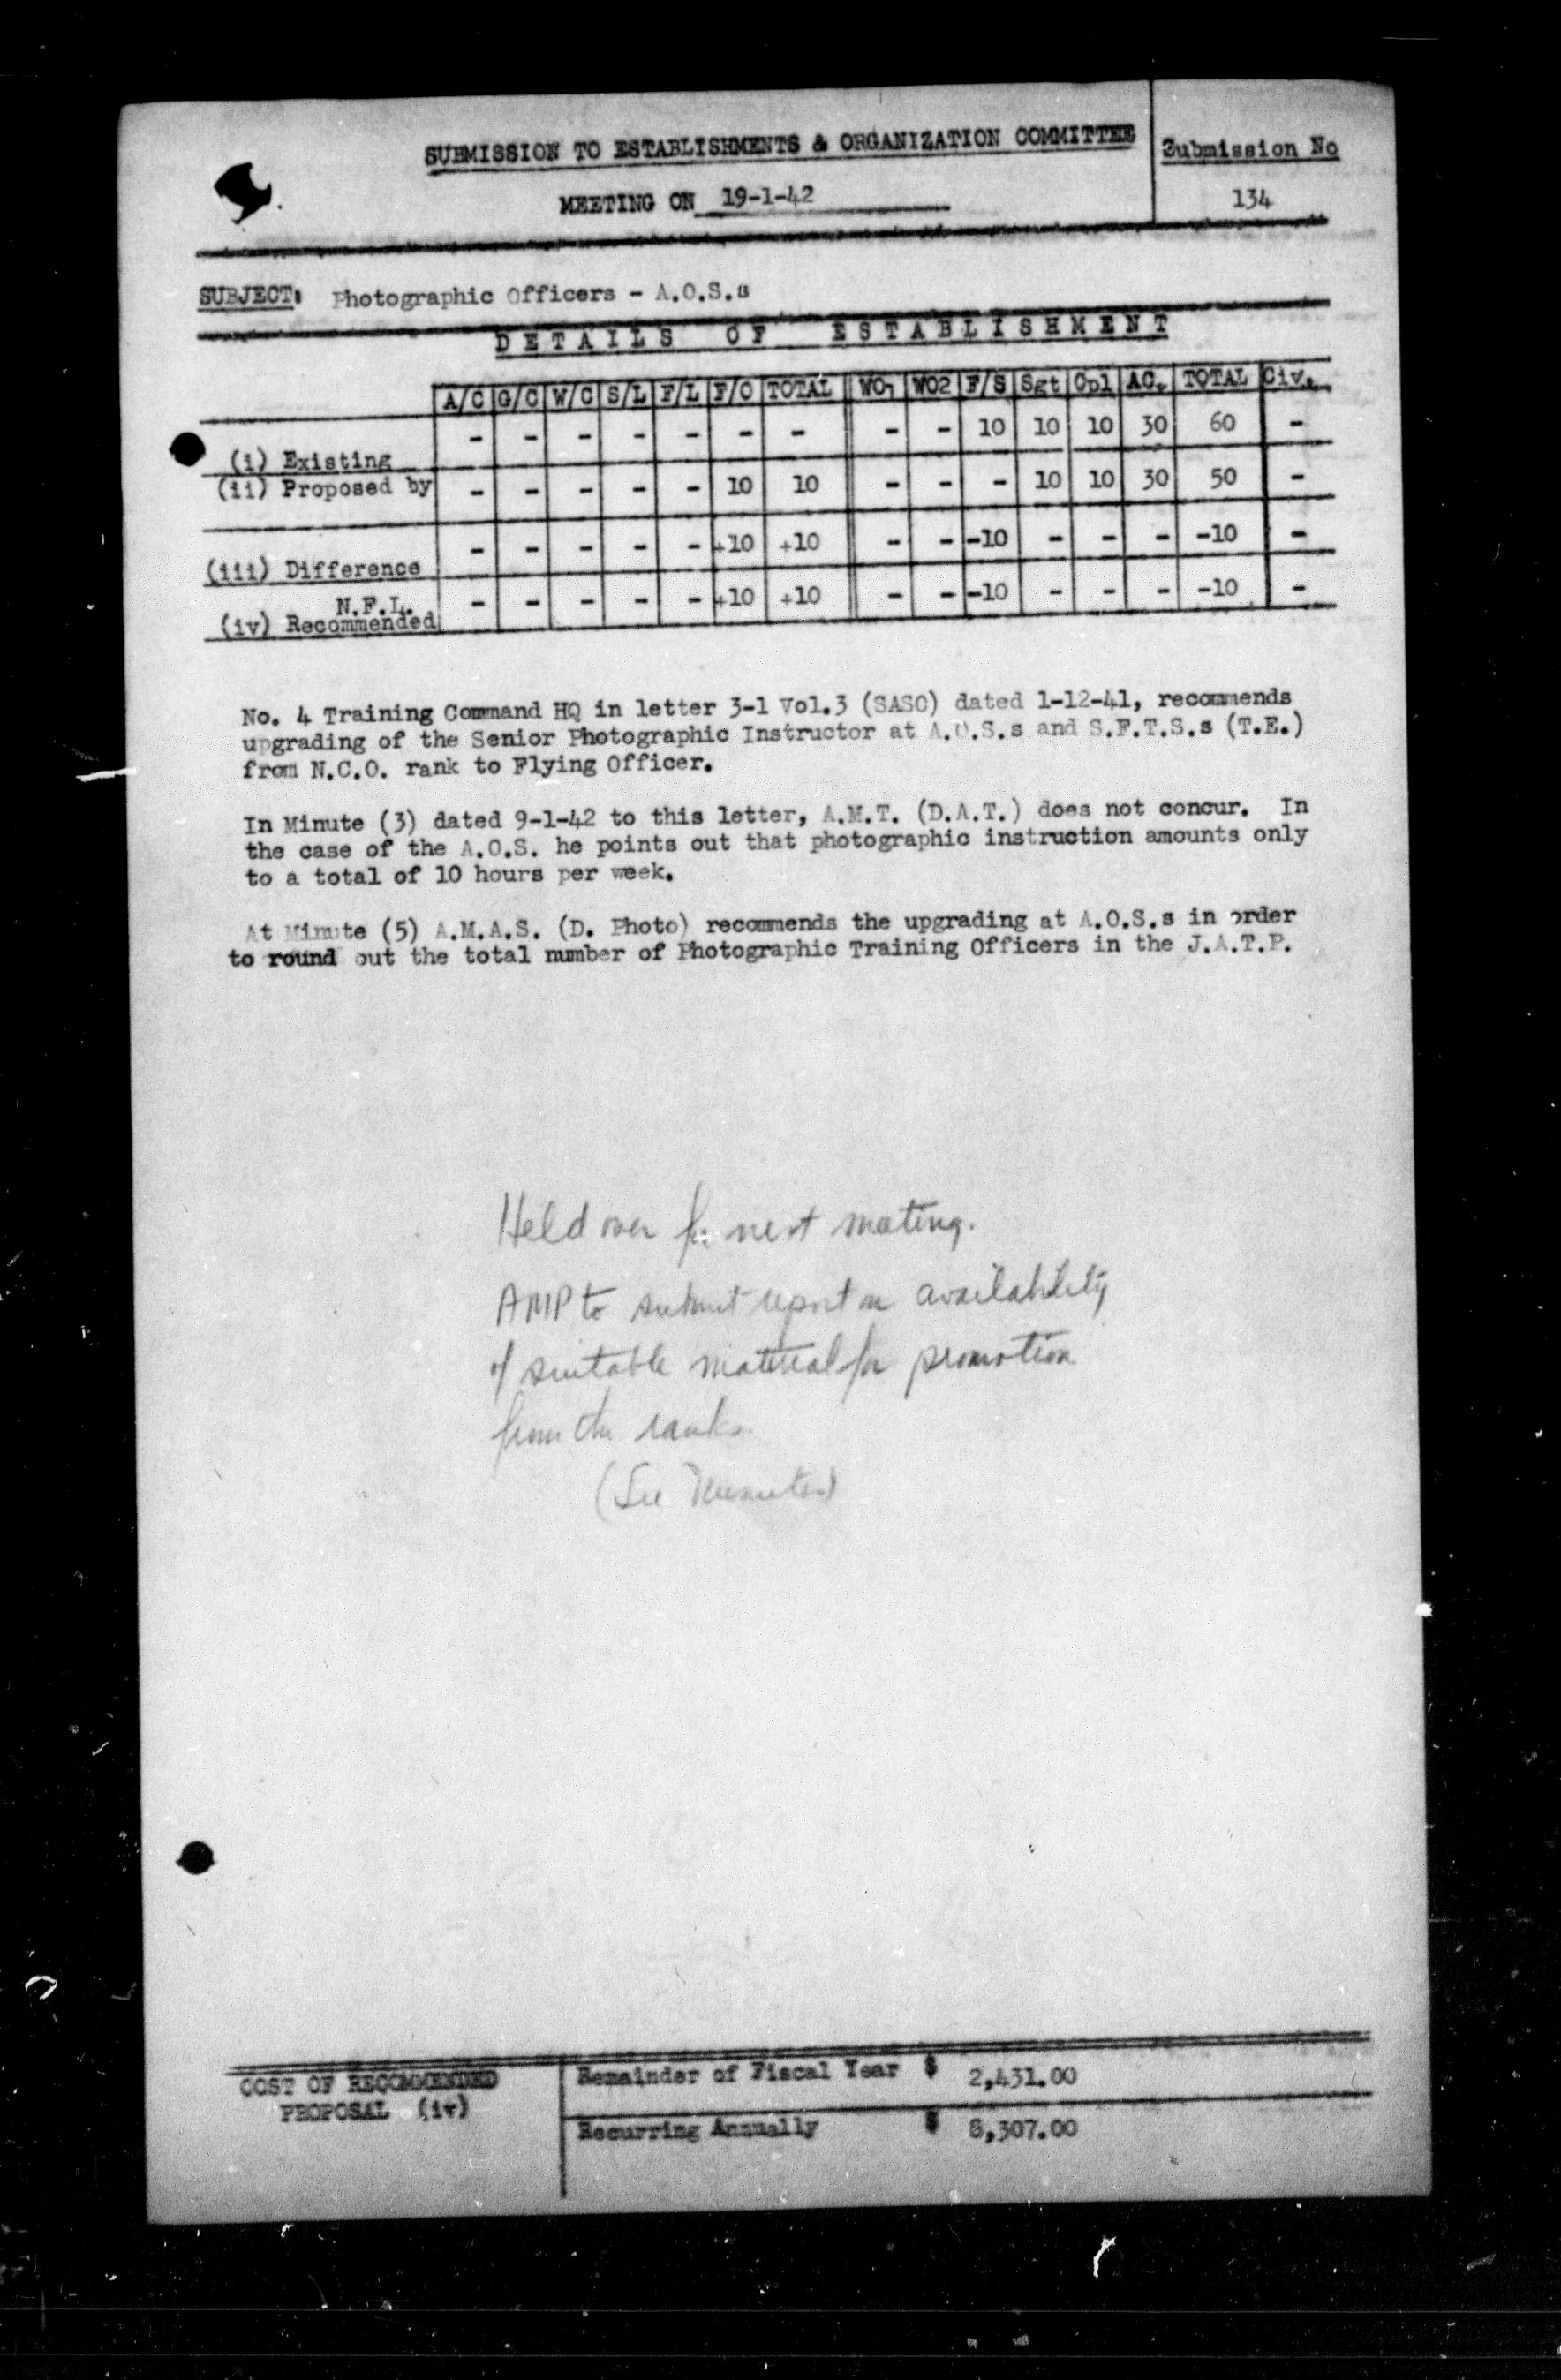 SUBMISSION TO ESTABLISHMENTS & ORGANIZATION COMMITTEE
Submission No
MEETING ON 19-1-42
134
SUBJECT: Photographic Officers - A.O.S.s
DETAILS OF ESTABLISHMENT
A/C G/C W/C S/L F/L F/O TOTAL WO1 WO2 F/S Sgt Cpl AC. TOTAL Civ.
(i) Existing - - - - - - - - - 10 10 10 30 60 -
(ii) Proposed by - - - - - 10 10 - - - 10 10 30 50 -
(iii) Difference - - - - - +10 +10 - - -10 - - - -10 -
N.F.L.
(iv) Recommended - - - - - +10 +10 - - -10 - - - -10 -
No. 4 Training Command HQ in letter 3-1 Vol.3 (SASO) dated 1-12-41, recommends
upgrading of the Senior Photographic Instructor at A.O.S.s and S.F.T.S.s (T.E.)
from N.C.O. rank to Flying Officer.
In Minute (3) dated 9-1-42 to this letter, A.M.T. (D.A.T.) does not concur. In
the case of the A.O.S. he points out that photographic instruction amounts only
to a total of 10 hours per week.
At Minute (5) A.M.A.S. (D. Photo) recommends the upgrading at A.O.S.s in order
to round out the total number of Photographic Training Officers in the J.A.T.P.
Held over for next meeting.
AMP to submit report on availability
of suitable material for promotion
from the ranks.
(See Minutes)
COST OF RECOMMENDED
PROPOSAL (iv)
Remainder of Fiscal Year $ 2,431.00
Recurring Annually $ 8,307.00